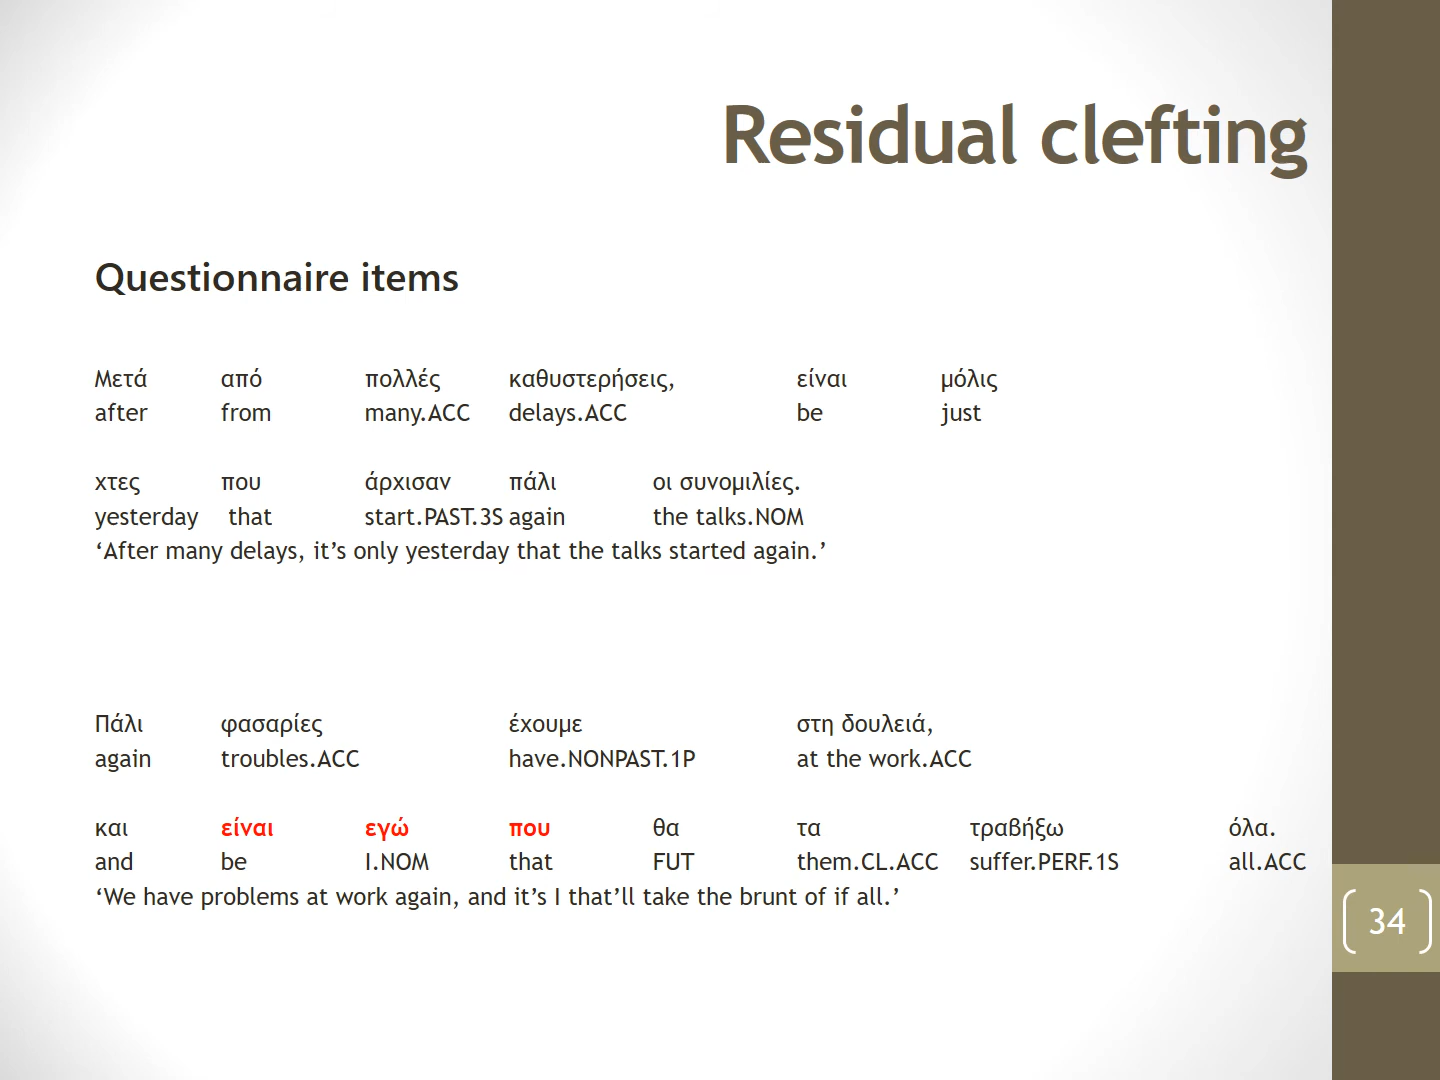 Residual clefting
Questionnaire items
Μετά από πολλές καθυστερήσεις, είναι μόλις
after from many.ACC delays.ACC be just
χτες που άρχισαν πάλι οι συνομιλίες.
yesterday that start.PAST.3S again the talks.NOM
‘After many delays, it’s only yesterday that the talks started again.’
Πάλι φασαρίες έχουμε στη δουλειά,
again troubles.ACC have.NONPAST.1P at the work.ACC
και είναι εγώ που θα τα τραβήξω όλα.
and be I.NOM that FUT them.CL.ACC suffer.PERF.1S all.ACC
‘We have problems at work again, and it’s I that’ll take the brunt of if all.’
34